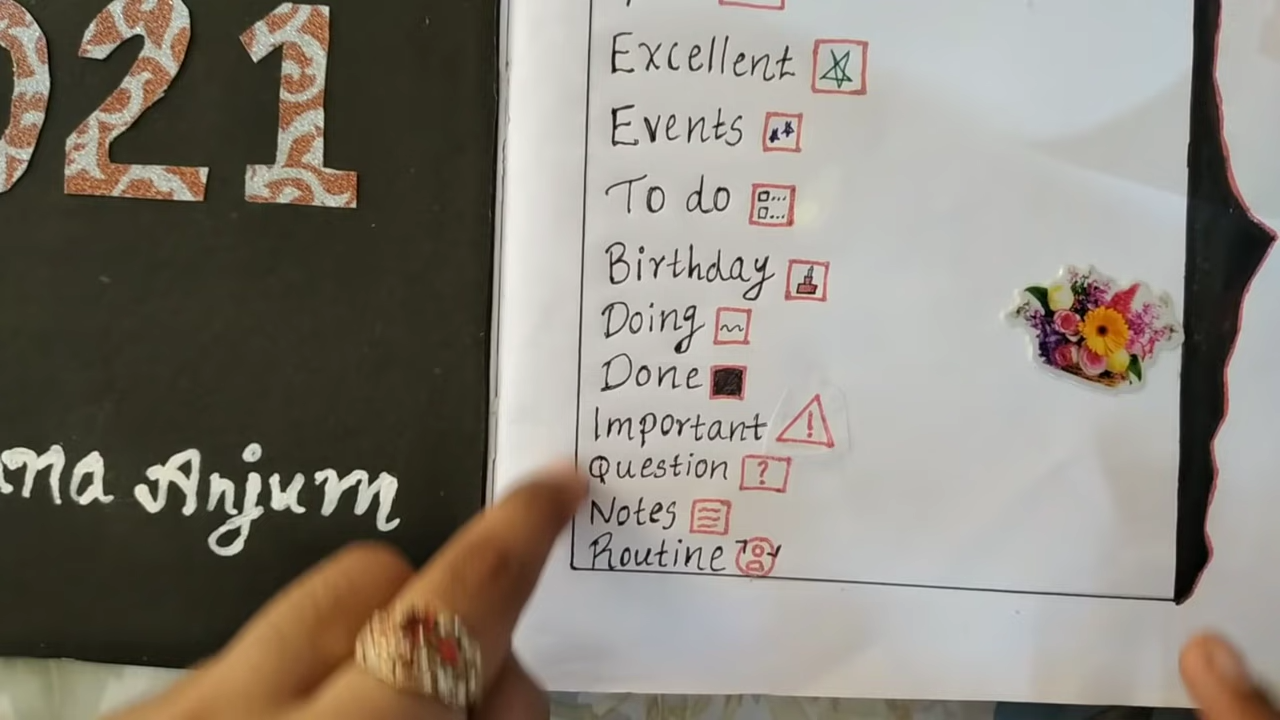 021
Anjum
Excellent
Events
To do
Birthday
Doing
Done
Important !
Question ?
Notes
Routine